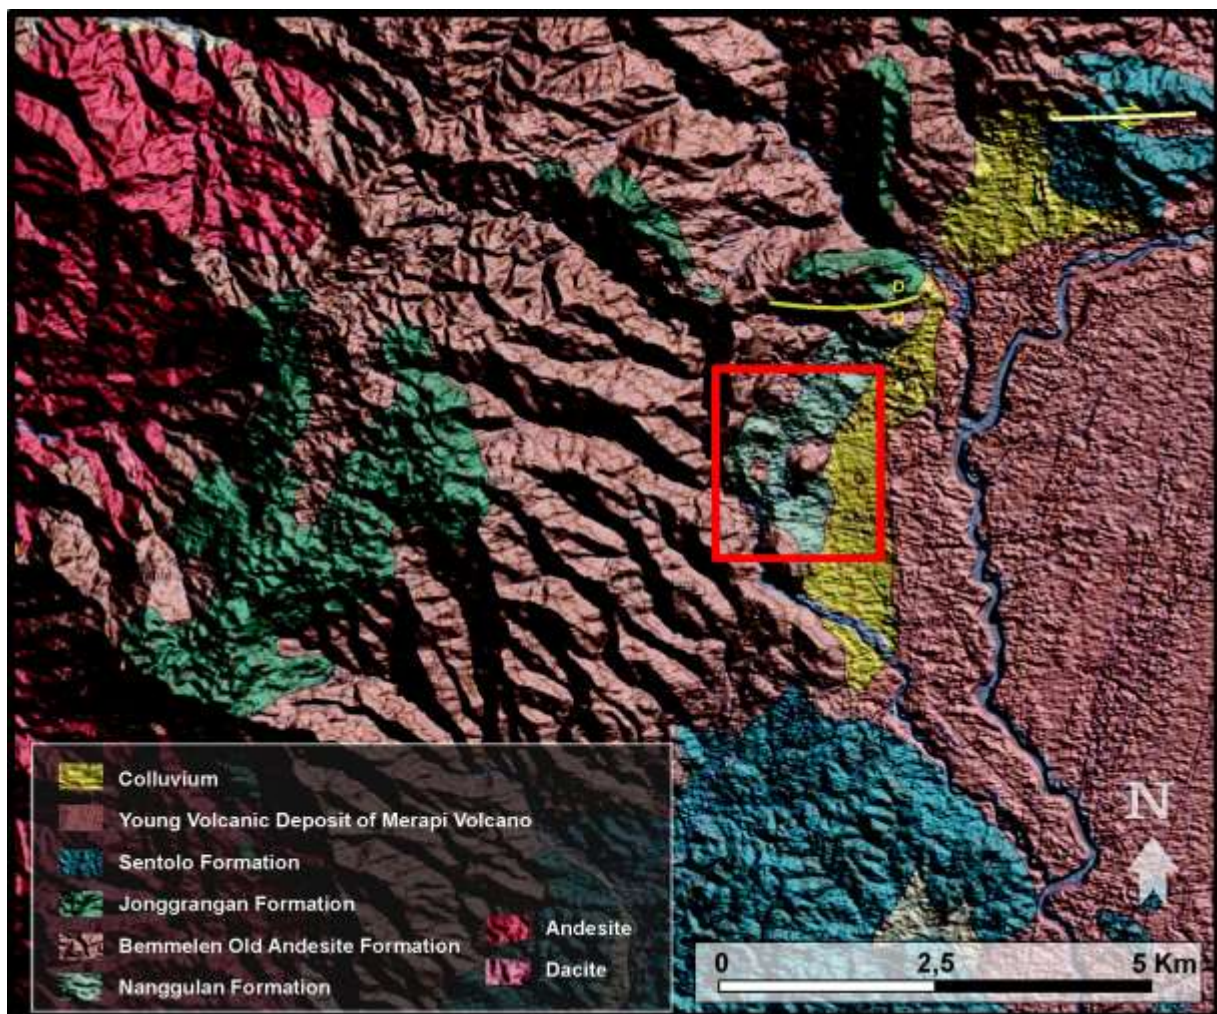 D
U
Colluvium
Young Volcanic Deposit of Merapi Volcano
Sentolo Formation
Jonggrangan Formation
Bemmelen Old Andesite Formation
Nanggulan Formation
Andesite
Dacite
N
0 2,5 5 Km